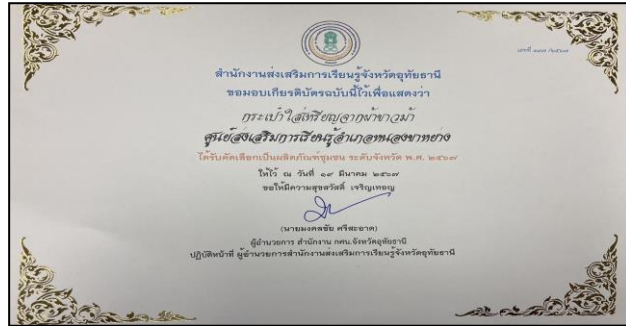 สำนักงานส่งเสริมการเรียนรู้จังหวัดอุทัยธานี
ขอมอบเกียรติบัตรฉบับนี้ไว้เพื่อแสดงว่า
กระเป๋าใส่เหรียญจากผ้าขาวม้า
ศูนย์ส่งเสริมการเรียนรู้อำเภอหนองขาหย่าง
ได้รับคัดเลือกเป็นผลิตภัณฑ์ชุมชน ระดับจังหวัด พ.ศ. ๒๕๖๗
ให้ไว้ ณ วันที่ ๑๙ มีนาคม ๒๕๖๗
ขอให้มีความสุขสวัสดิ์ เจริญเทอญ
(นายมงคลชัย ศรีสะอาด)
ผู้อำนวยการ สำนักงาน กศน.จังหวัดอุทัยธานี
ปฏิบัติหน้าที่ ผู้อำนวยการสำนักงานส่งเสริมการเรียนรู้จังหวัดอุทัยธานี